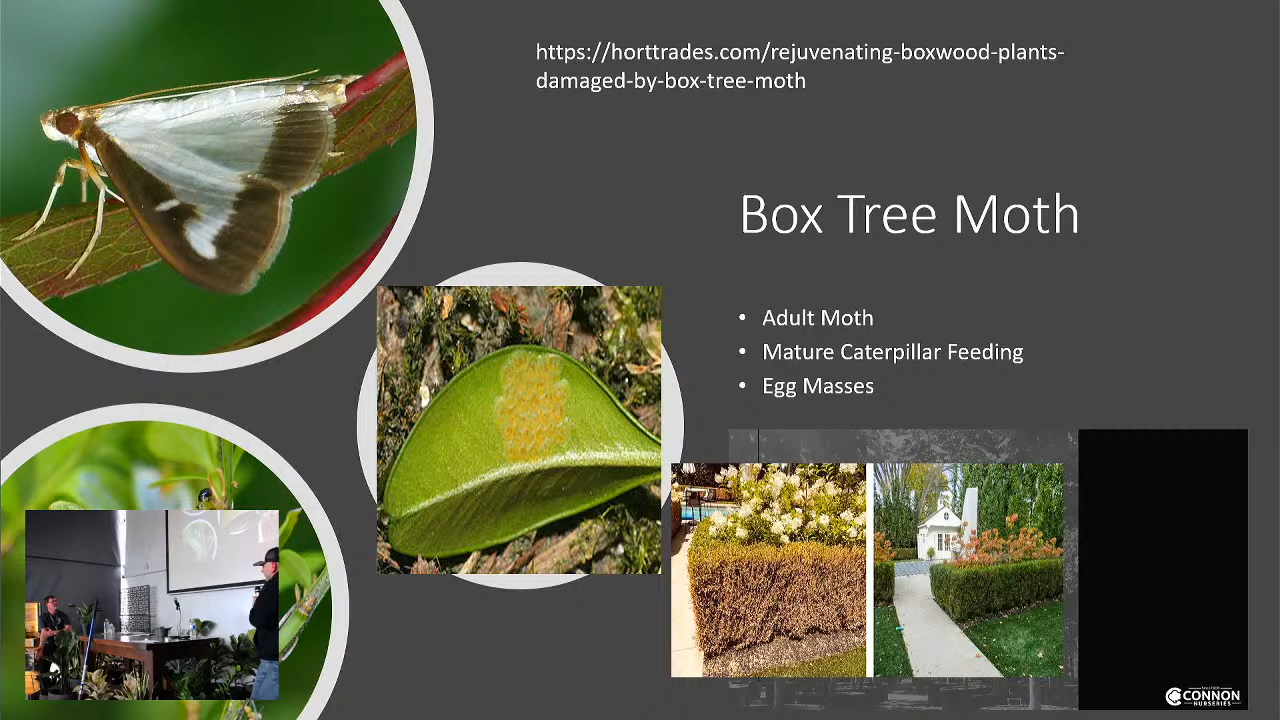 https://horttrades.com/rejuvenating-boxwood-plants-
damaged-by-box-tree-moth
Box Tree Moth
• Adult Moth
• Mature Caterpillar Feeding
• Egg Masses
CONNON
NURSERIES